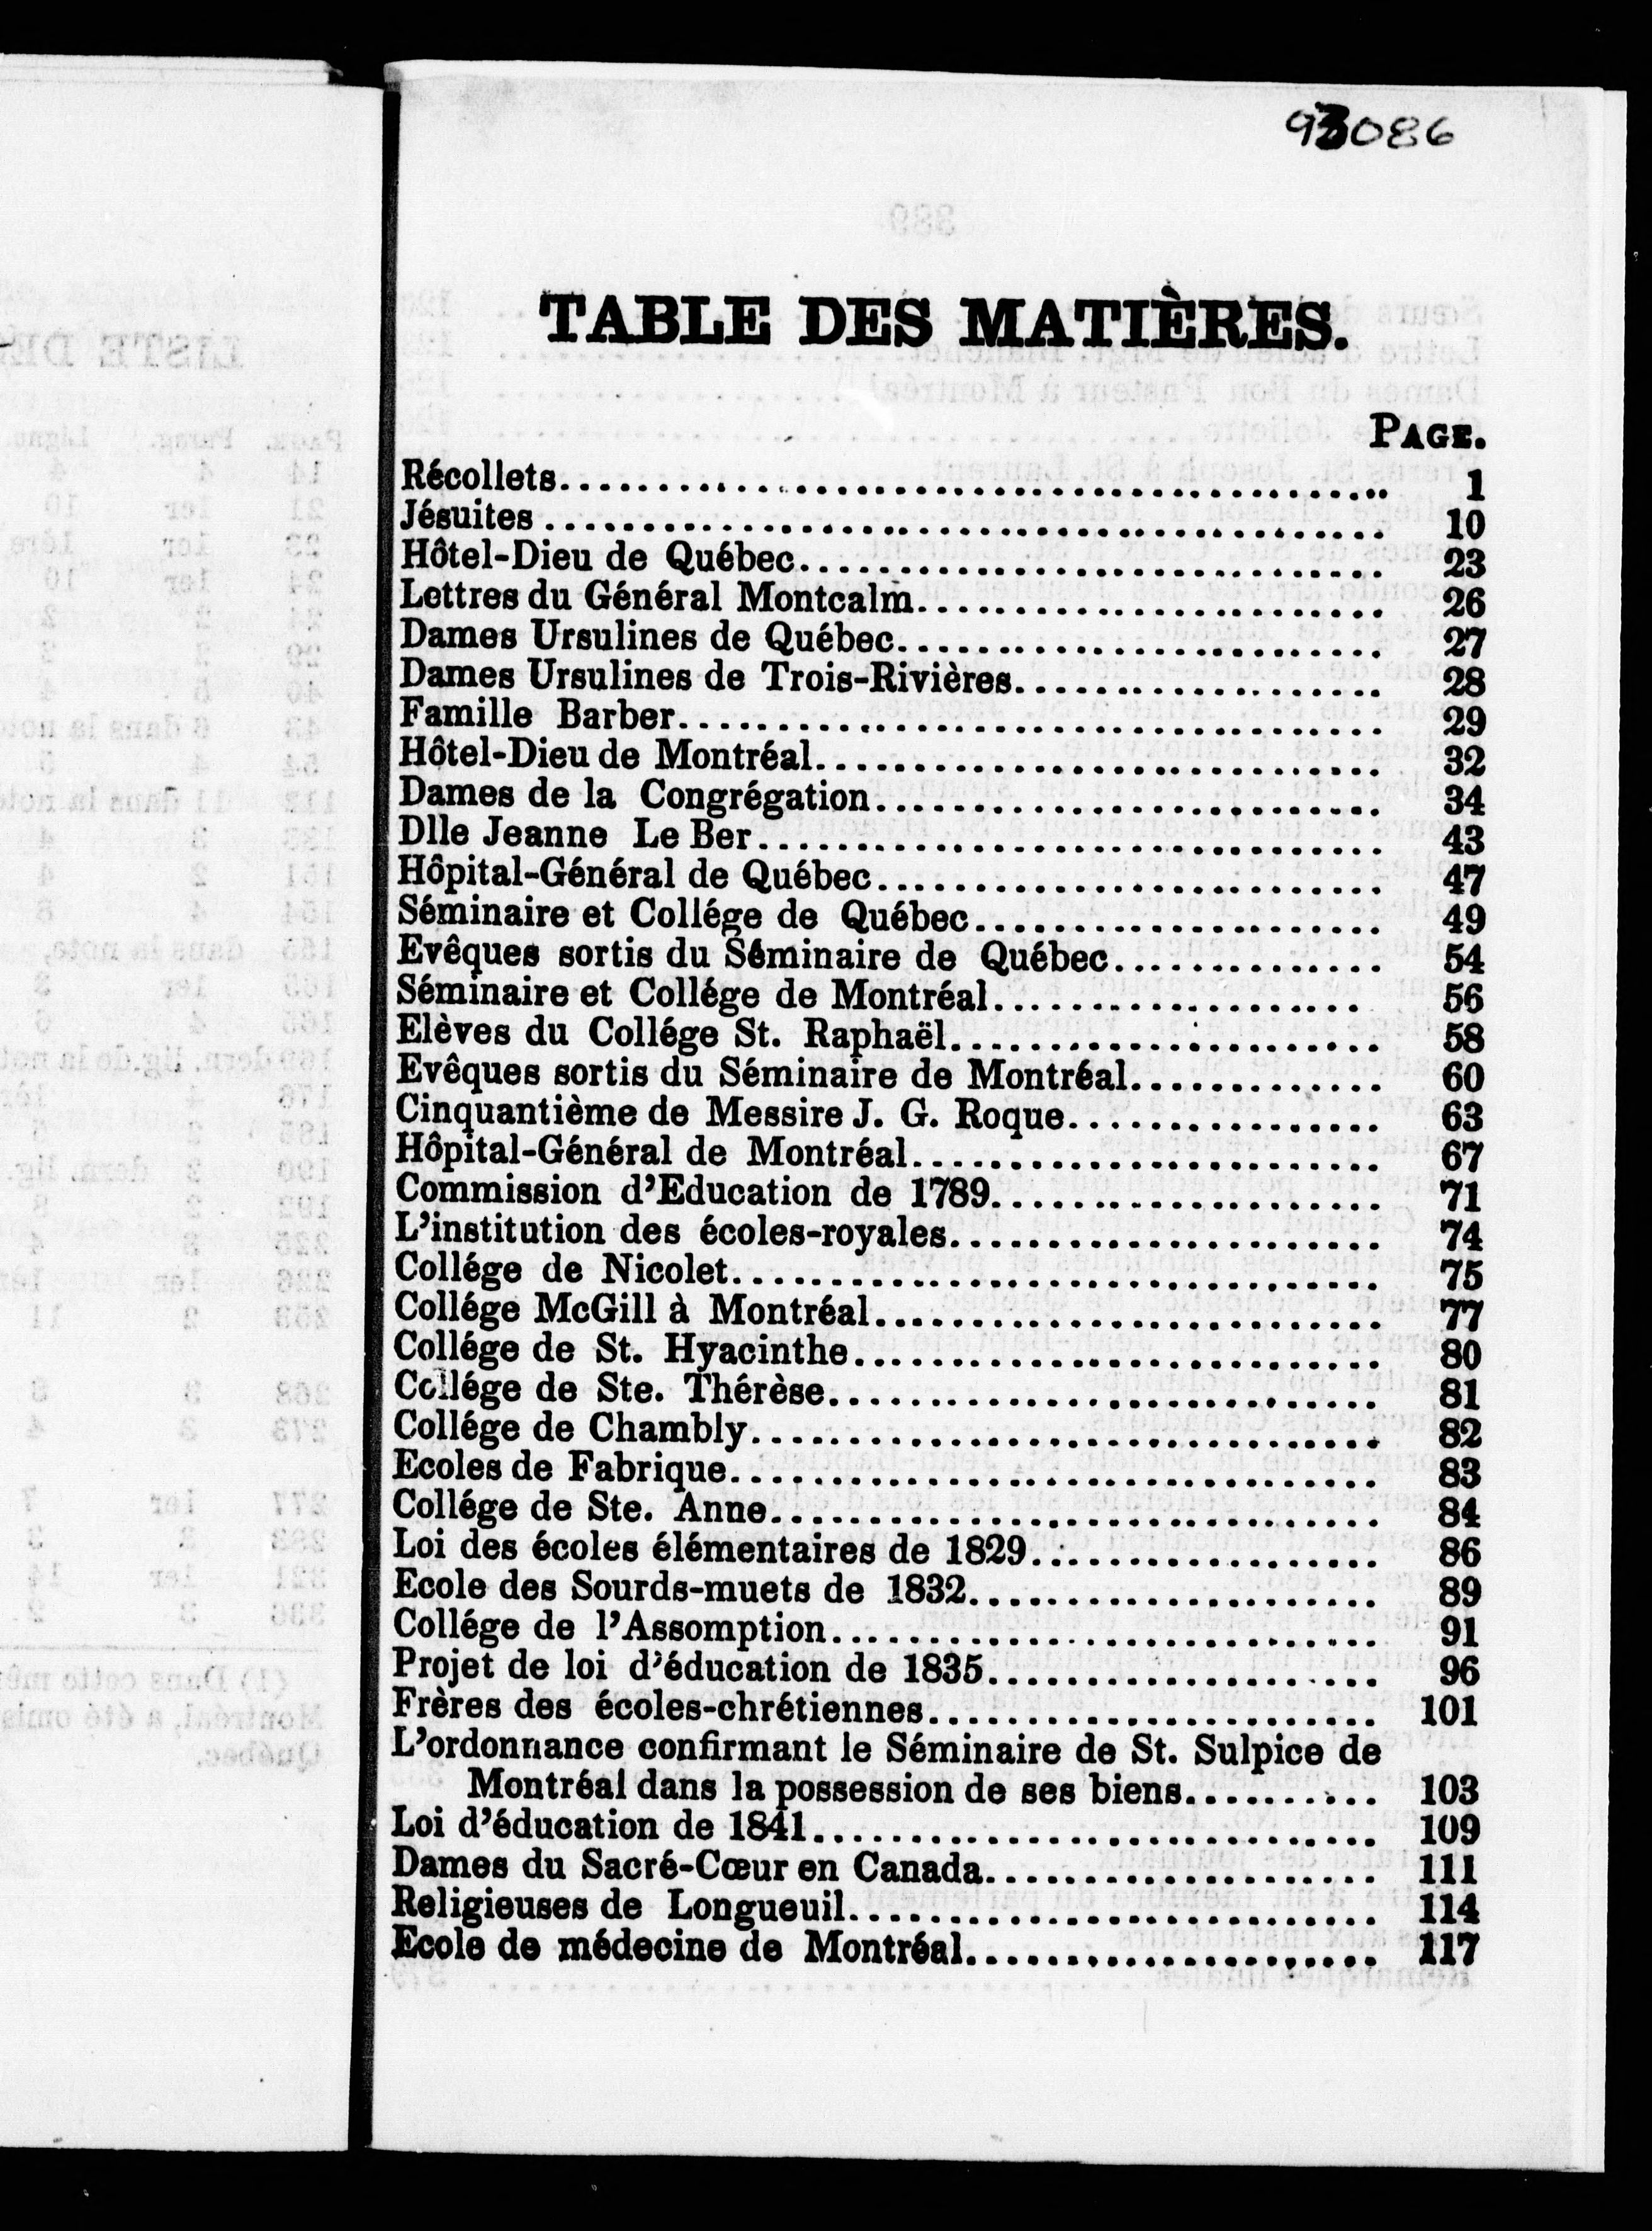 93086
TABLE DES MATIÈRES.
PAGE.
Récollets.................................................. 1
Jésuites .................................................. 10
Hôtel-Dieu de Québec.............................. 23
Lettres du Général Montcalm........................ 26
Dames Ursulines de Québec......................... 27
Dames Ursulines de Trois-Rivières................... 28
Famille Barber.................................... 29
Hôtel-Dieu de Montréal............................. 32
Dames de la Congrégation.......................... 34
Dlle Jeanne Le Ber................................ 43
Hôpital-Général de Québec.......................... 47
Séminaire et Collége de Québec..................... 49
Evêques sortis du Séminaire de Québec.............. 54
Séminaire et Collége de Montréal................... 56
Elèves du Collége St. Raphaël...................... 58
Evêques sortis du Séminaire de Montréal............. 60
Cinquantième de Messire J. G. Roque................ 63
Hôpital-Général de Montréal........................ 67
Commission d'Education de 1789.................... 71
L'institution des écoles-royales...................... 74
Collége de Nicolet................................. 75
Collége McGill à Montréal.......................... 77
Collége de St. Hyacinthe........................... 80
Collége de Ste. Thérèse............................ 81
Collége de Chambly................................ 82
Ecoles de Fabrique................................. 83
Collége de Ste. Anne............................... 84
Loi des écoles élémentaires de 1829.................. 86
Ecole des Sourds-muets de 1832..................... 89
Collége de l'Assomption............................ 91
Projet de loi d'éducation de 1835.................... 96
Frères des écoles-chrétiennes....................... 101
L'ordonnance confirmant le Séminaire de St. Sulpice de
Montréal dans la possession de ses biens.......... 103
Loi d'éducation de 1841............................. 109
Dames du Sacré-Cœur en Canada.................... 111
Religieuses de Longueuil........................... 114
Ecole de médecine de Montréal..................... 117